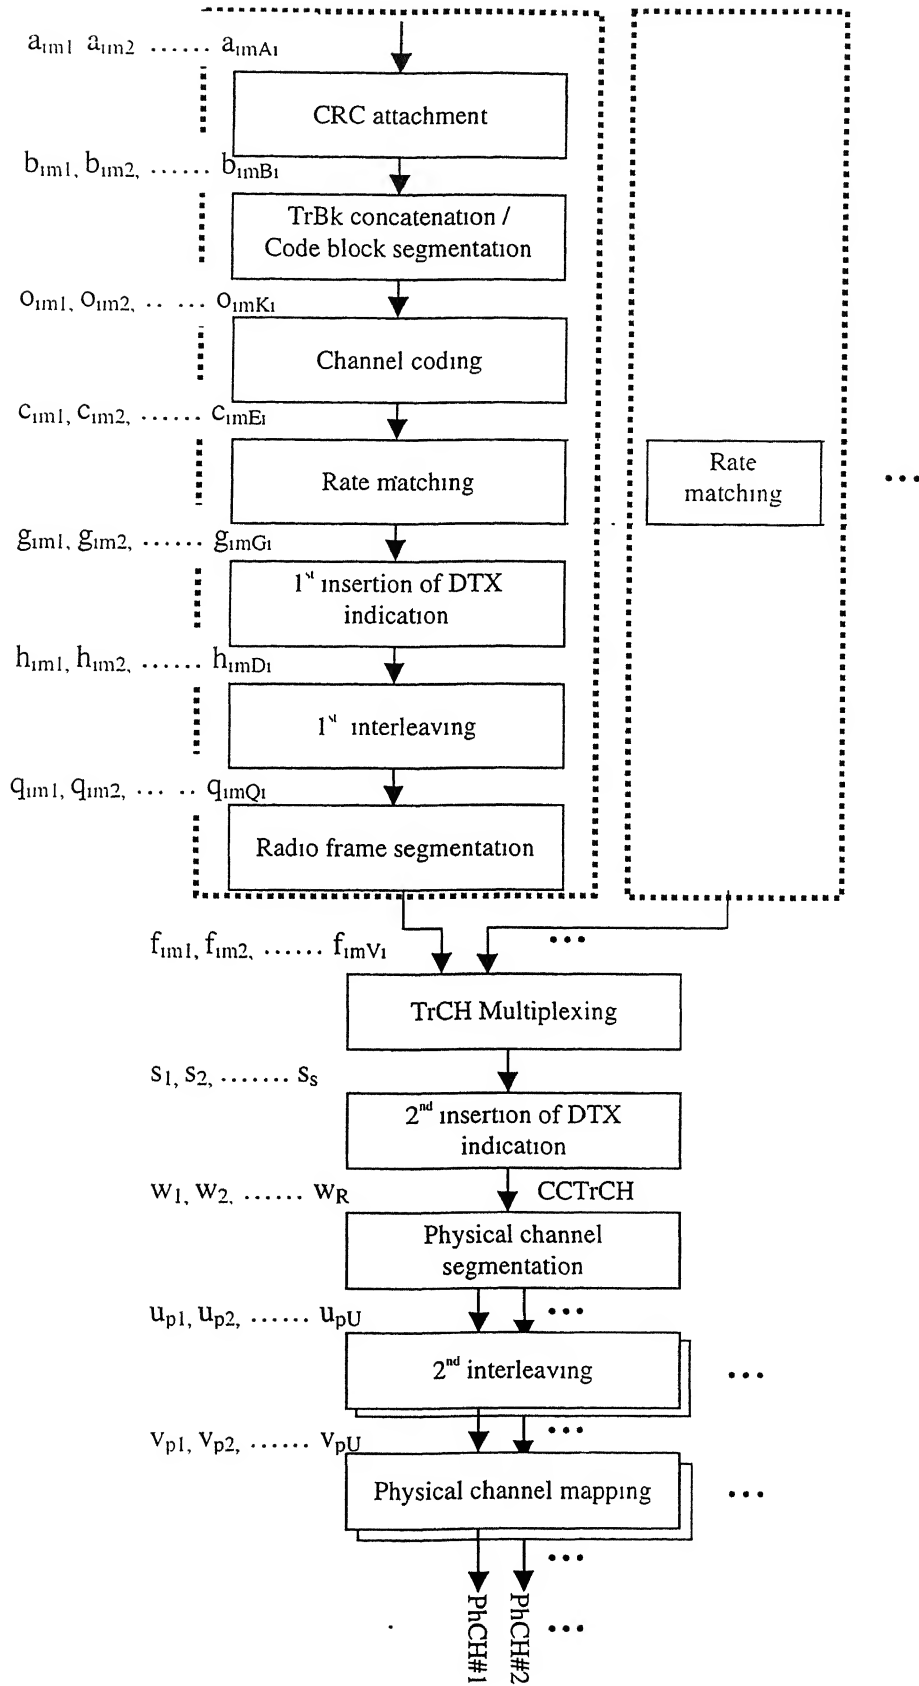 a_im1 a_im2 ...... a_imAi
CRC attachment
b_im1, b_im2, ...... b_imBi
TrBk concatenation /
Code block segmentation
o_im1, o_im2, .. ... o_imKi
Channel coding
c_im1, c_im2, ...... c_imEi
Rate matching
Rate
matching
...
g_im1, g_im2, ...... g_imGi
1st insertion of DTX
indication
h_im1, h_im2, ...... h_imDi
1st interleaving
q_im1, q_im2, ... .. q_imQi
Radio frame segmentation
f_im1, f_im2, ...... f_imVi
...
TrCH Multiplexing
s_1, s_2, ....... s_s
2nd insertion of DTX
indication
w_1, w_2, ...... w_R
CCTrCH
Physical channel
segmentation
u_p1, u_p2, ...... u_pU
...
2nd interleaving
...
v_p1, v_p2, ...... v_pU
...
Physical channel mapping
...
...
PhCH#1
PhCH#2
...